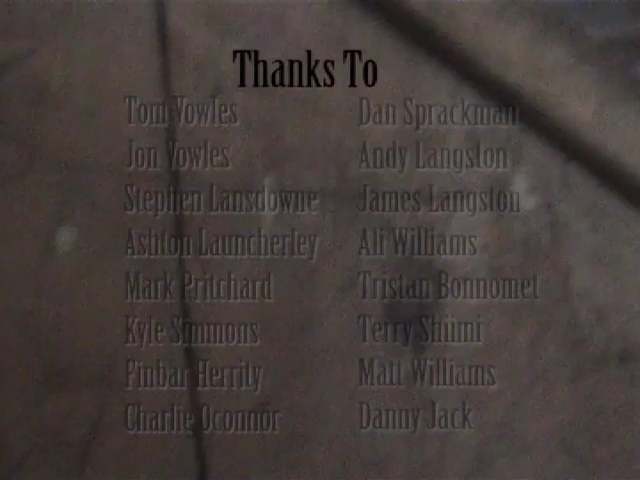 Thanks To
Tom Vowles
Jon Vowles
Stephen Lansdowne
Ashton Launcherley
Mark Pritchard
Kyle Simmons
Finbar Herrity
Charlie Oconnor
Dan Sprackman
Andy Langston
James Langston
Ali Williams
Tristan Bonnomet
Terry Shiimi
Matt Williams
Danny Jack